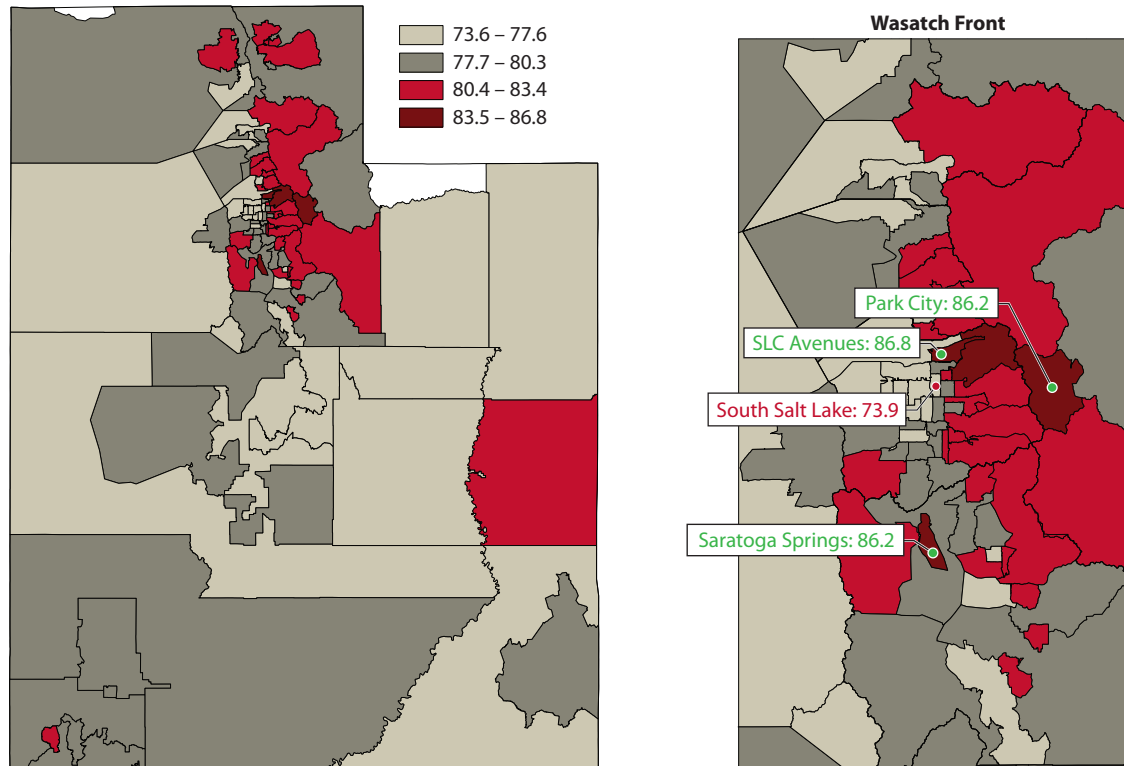 73.6 – 77.6
77.7 – 80.3
80.4 – 83.4
83.5 – 86.8
Wasatch Front
Park City: 86.2
SLC Avenues: 86.8
South Salt Lake: 73.9
Saratoga Springs: 86.2